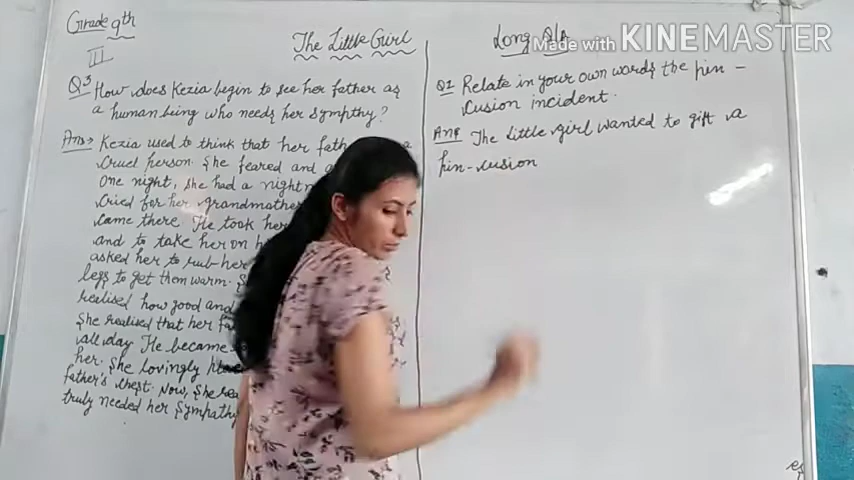 Grade 9th
III
The Little Girl
Q3 How does Kezia begin to see her father as
a human being who needs her sympthy?
Ans→ Kezia used to think that her fath a
cruel person. She feared and
One night, she had a night
cried for her grandmothe
came there He took her
and to take her on h
asked her to rub her
legs to get them warm. S
realised how good and
She realised that her fa
all day He became
her. She lovingly
father's chest. Now, She rea
truly needed her sympathy
Long Q/A
Made with KINEMASTER
Q1 Relate in your own words the pin-
cusion incident.
Ans The little girl wanted to gift a
pin-cusion